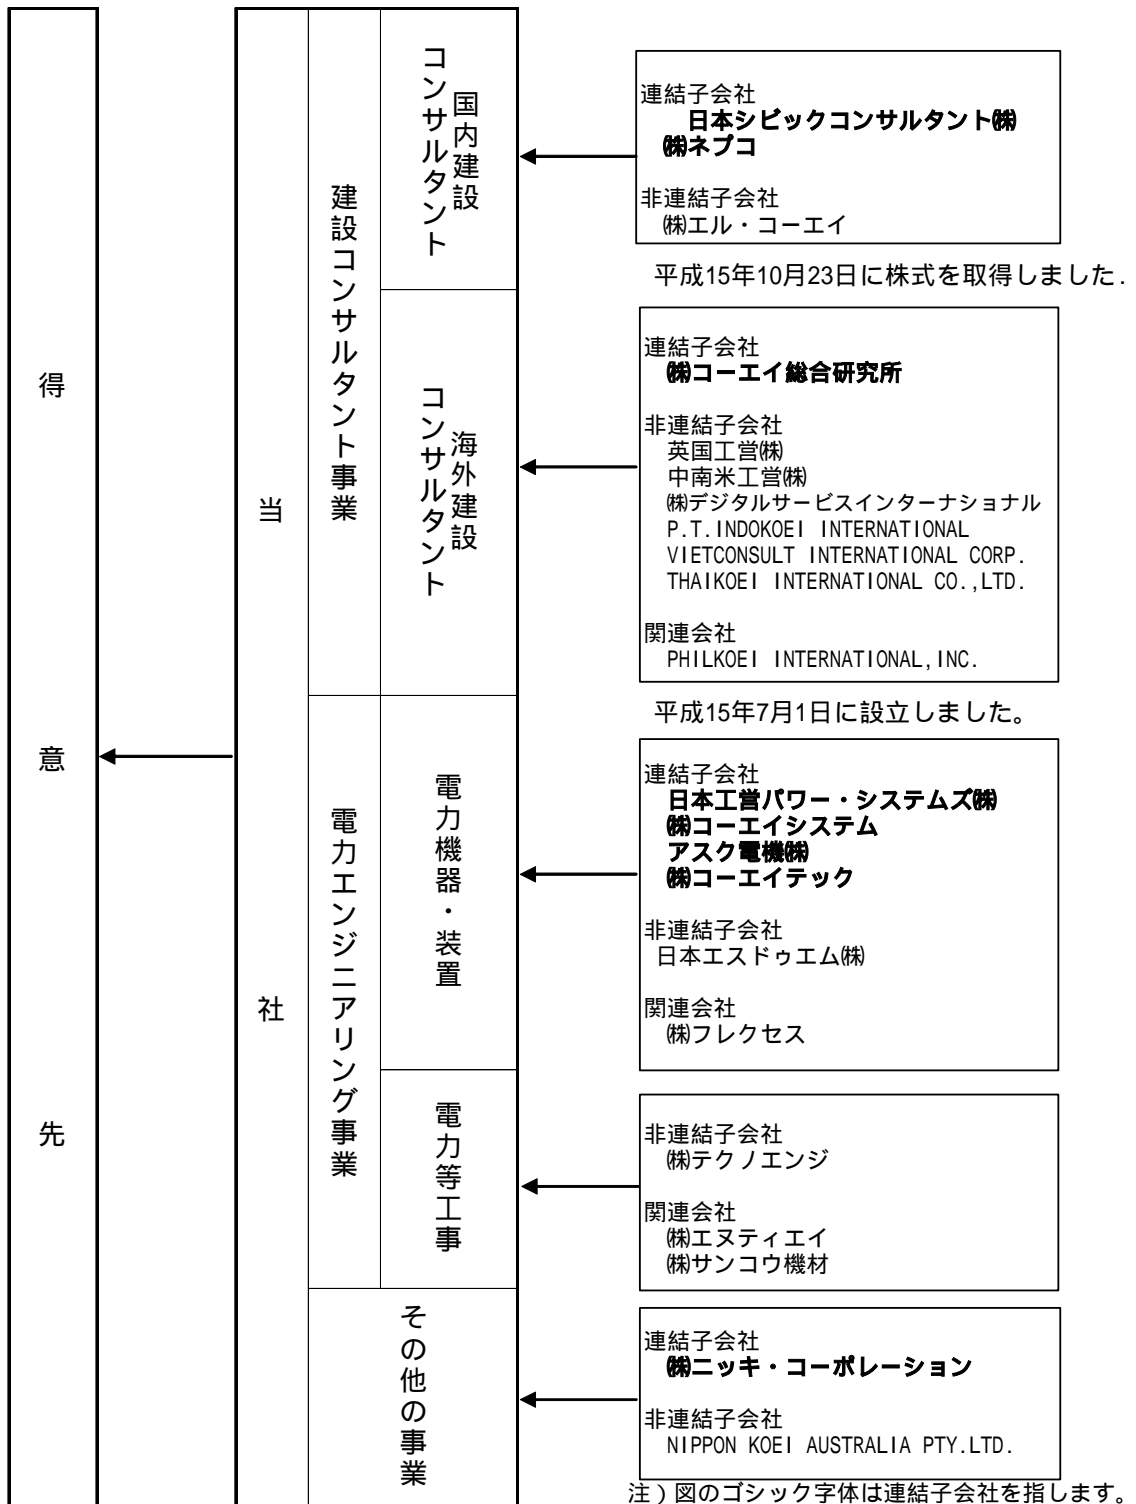 得意先
当社
建設コンサルタント事業
国内建設
コンサルタント
連結子会社
日本シビックコンサルタント㈱
㈱ネプコ
非連結子会社
㈱エル・コーエイ
平成15年10月23日に株式を取得しました.
海外建設
コンサルタント
連結子会社
㈱コーエイ総合研究所
非連結子会社
英国工営㈱
中南米工営㈱
㈱デジタルサービスインターナショナル
P.T.INDOKOEI INTERNATIONAL
VIETCONSULT INTERNATIONAL CORP.
THAIKOEI INTERNATIONAL CO.,LTD.
関連会社
PHILKOEI INTERNATIONAL,INC.
平成15年7月1日に設立しました。
電力エンジニアリング事業
電力機器・装置
連結子会社
日本工営パワー・システムズ㈱
㈱コーエイシステム
アスク電機㈱
㈱コーエイテック
非連結子会社
日本エスドゥエム㈱
関連会社
㈱フレクセス
電力等工事
非連結子会社
㈱テクノエンジ
関連会社
㈱エヌティエイ
㈱サンコウ機材
その他の事業
連結子会社
㈱ニッキ・コーポレーション
非連結子会社
NIPPON KOEI AUSTRALIA PTY.LTD.
注）図のゴシック字体は連結子会社を指します。